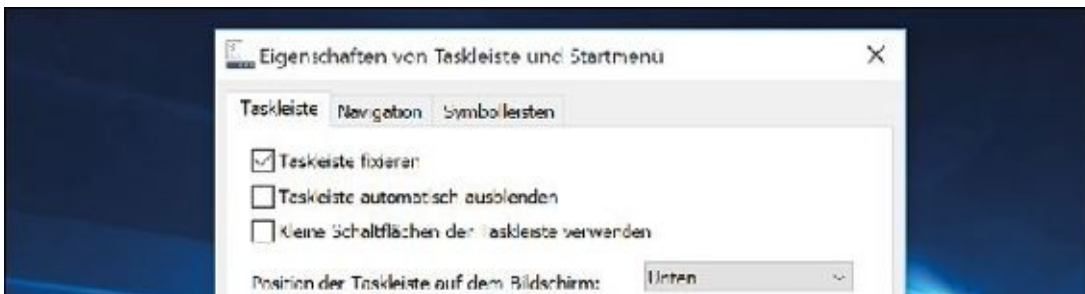 Eigenschaften von Taskleiste und Startmenü
Taskleiste Navigation Symbolleisten
Taskleiste fixieren
Taskleiste automatisch ausblenden
Kleine Schaltflächen der Taskleiste verwenden
Position der Taskleiste auf dem Bildschirm: Unten